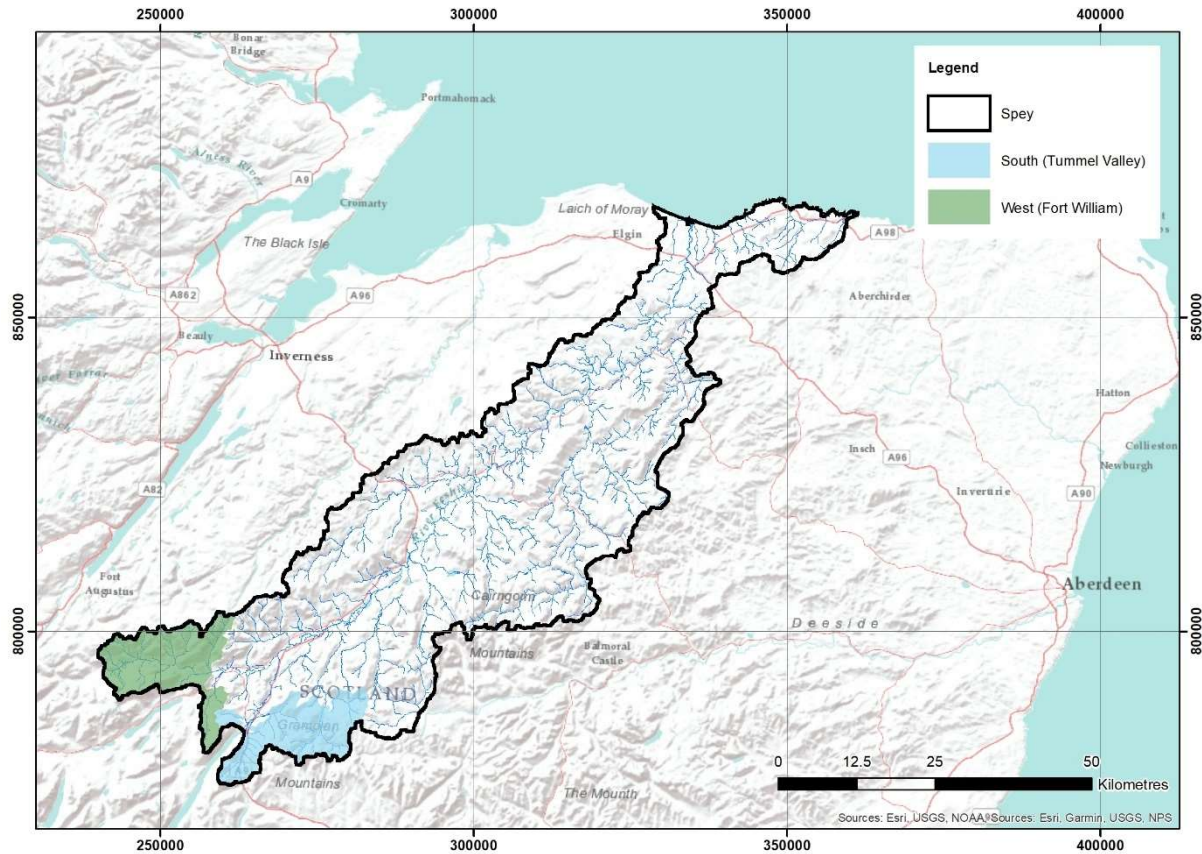 250000
300000
350000
400000
Bonar
Bridge
Portmahomack
Legend
Spey
South (Tummel Valley)
West (Fort William)
A9
Cromarty
Laich of Moray
Elgin
The Black Isle
A98
A862
A96
Aberchirder
850000
850000
Beauly
Inverness
Hatton
Insch
A96
Collieston
Newburgh
A82
Inverurie
A90
Fort
Augustus
Aberdeen
Cairngorm
Deeside
800000
800000
Mountains
Balmoral
Castle
SCOTLAND
Grampian
Mountains
The Mounth
0
12.5
25
50
Kilometres
Sources: Esri, USGS, NOAA, Sources: Esri, Garmin, USGS, NPS
250000
300000
350000
400000